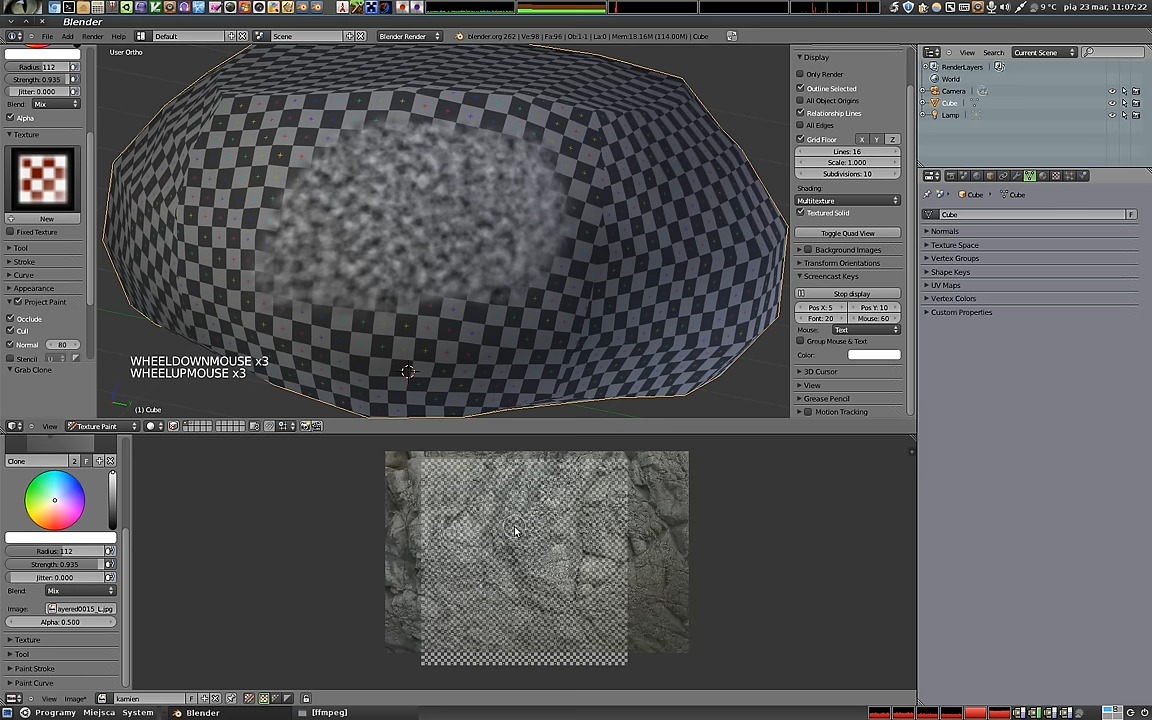 9 °C pią 23 mar, 11:07:22
Blender
File Add Render Help Default Scene Blender Render blender.org 262 | Ve:98 | Fa:96 | Ob:1-1 | La:0 | Mem:18.16M (114.00M) | Cube
User Ortho
Radius: 112
Strength: 0.935
Jitter: 0.000
Blend: Mix
Alpha
Texture
New
Fixed Texture
Tool
Stroke
Curve
Appearance
Project Paint
Occlude
Cull
Normal 80
Stencil
Grab Clone
WHEELDOWNMOUSE x3
WHEELUPMOUSE x3
(1) Cube
View Texture Paint
Display
Only Render
Outline Selected
All Object Origins
Relationship Lines
All Edges
Grid Floor X Y Z
Lines: 16
Scale: 1.000
Subdivisions: 10
Shading:
Multitexture
Textured Solid
Toggle Quad View
Background Images
Transform Orientations
Screencast Keys
Stop display
Pos X: 5 Pos Y: 10
Font: 20 Mouse: 60
Mouse: Text
Group Mouse & Text
Color:
3D Cursor
View
Grease Pencil
Motion Tracking
View Search Current Scene
RenderLayers
World
Camera
Cube
Lamp
Cube Cube
Cube F
Normals
Texture Space
Vertex Groups
Shape Keys
UV Maps
Vertex Colors
Custom Properties
Clone 2 F
Radius: 112
Strength: 0.935
Jitter: 0.000
Blend: Mix
Image: ayered0015_L.jpg
Alpha: 0.500
Texture
Tool
Paint Stroke
Paint Curve
View Image* kamien F
Programy Miejsca System Blender [ffmpeg]